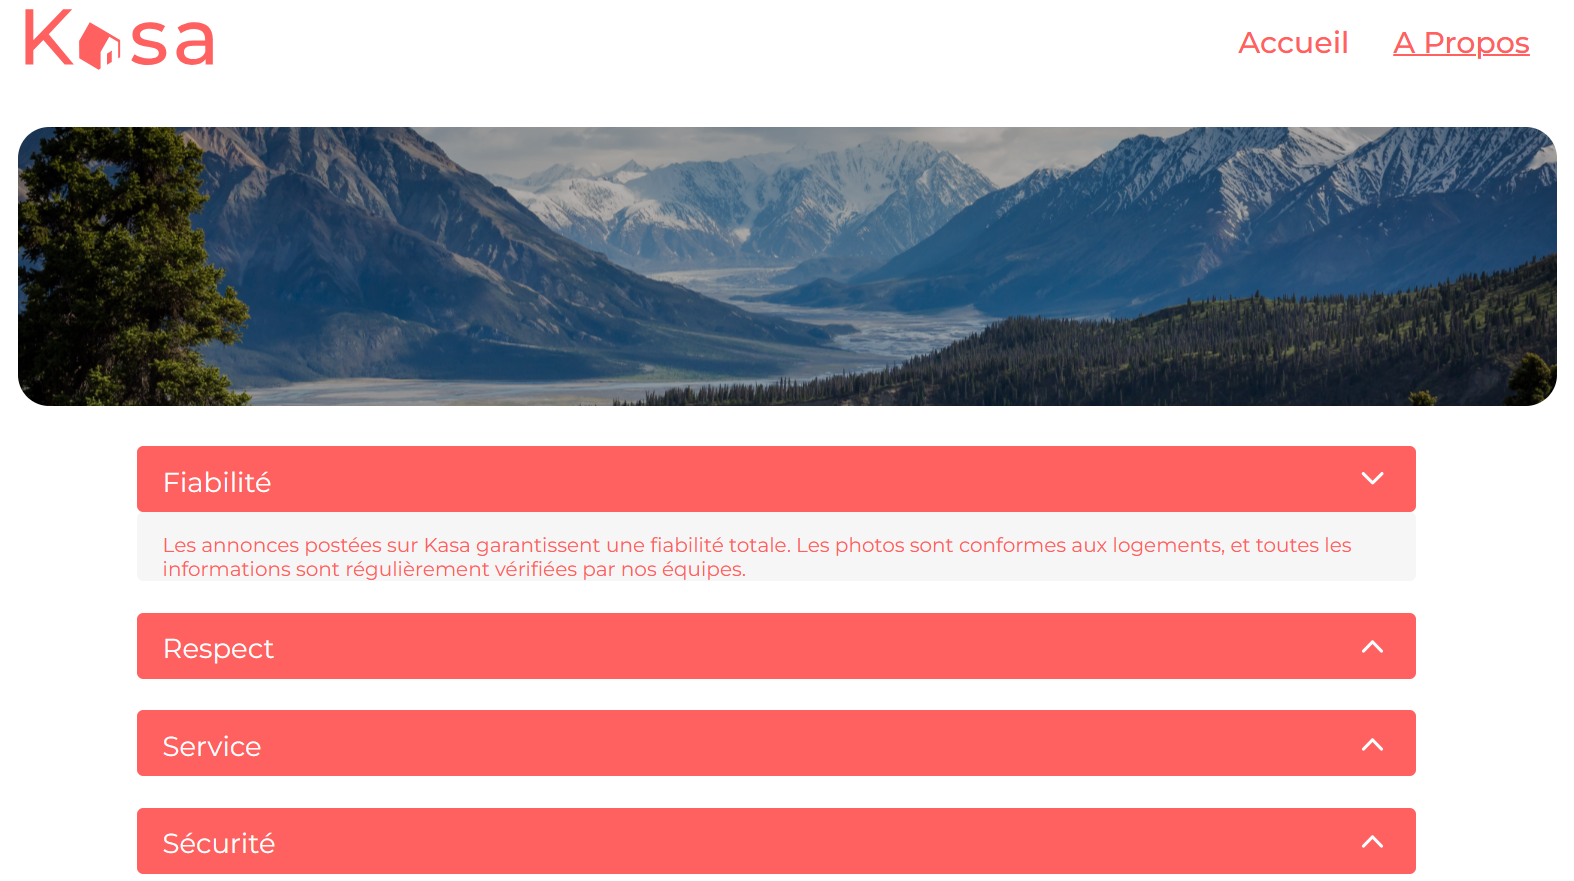 Kasa
Accueil A Propos
Fiabilité
Les annonces postées sur Kasa garantissent une fiabilité totale. Les photos sont conformes aux logements, et toutes les
informations sont régulièrement vérifiées par nos équipes.
Respect
Service
Sécurité